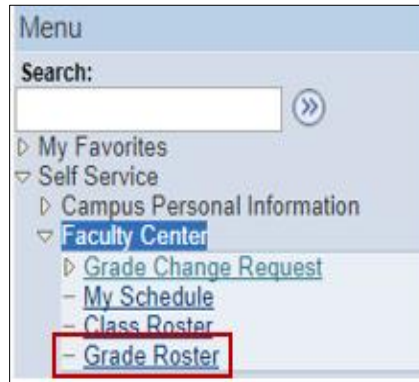 Menu
Search:
My Favorites
Self Service
Campus Personal Information
Faculty Center
Grade Change Request
– My Schedule
– Class Roster
– Grade Roster